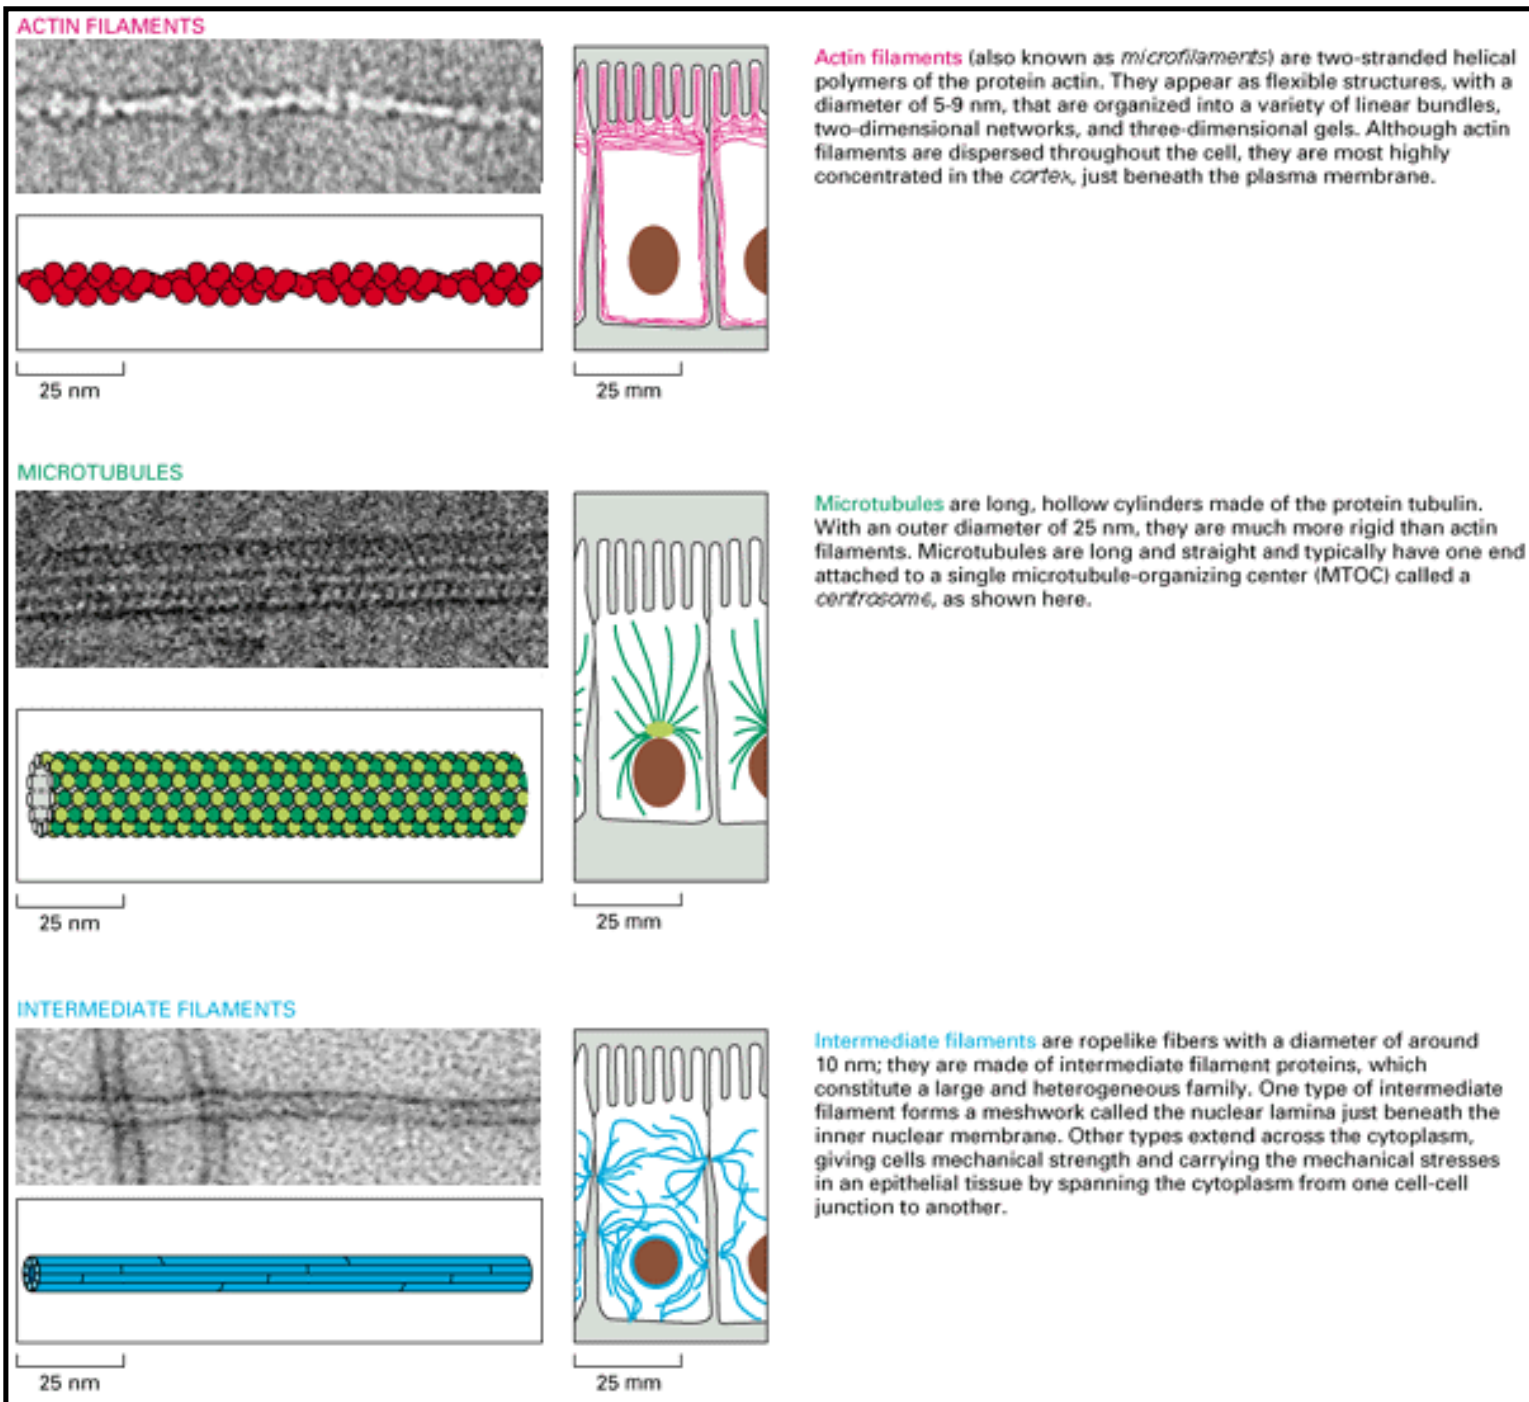 ACTIN FILAMENTS
Actin filaments (also known as microfilaments) are two-stranded helical
polymers of the protein actin. They appear as flexible structures, with a
diameter of 5-9 nm, that are organized into a variety of linear bundles,
two-dimensional networks, and three-dimensional gels. Although actin
filaments are dispersed throughout the cell, they are most highly
concentrated in the cortex, just beneath the plasma membrane.
25 nm
25 mm
MICROTUBULES
Microtubules are long, hollow cylinders made of the protein tubulin.
With an outer diameter of 25 nm, they are much more rigid than actin
filaments. Microtubules are long and straight and typically have one end
attached to a single microtubule-organizing center (MTOC) called a
centrosome, as shown here.
25 nm
25 mm
INTERMEDIATE FILAMENTS
Intermediate filaments are ropelike fibers with a diameter of around
10 nm; they are made of intermediate filament proteins, which
constitute a large and heterogeneous family. One type of intermediate
filament forms a meshwork called the nuclear lamina just beneath the
inner nuclear membrane. Other types extend across the cytoplasm,
giving cells mechanical strength and carrying the mechanical stresses
in an epithelial tissue by spanning the cytoplasm from one cell-cell
junction to another.
25 nm
25 mm